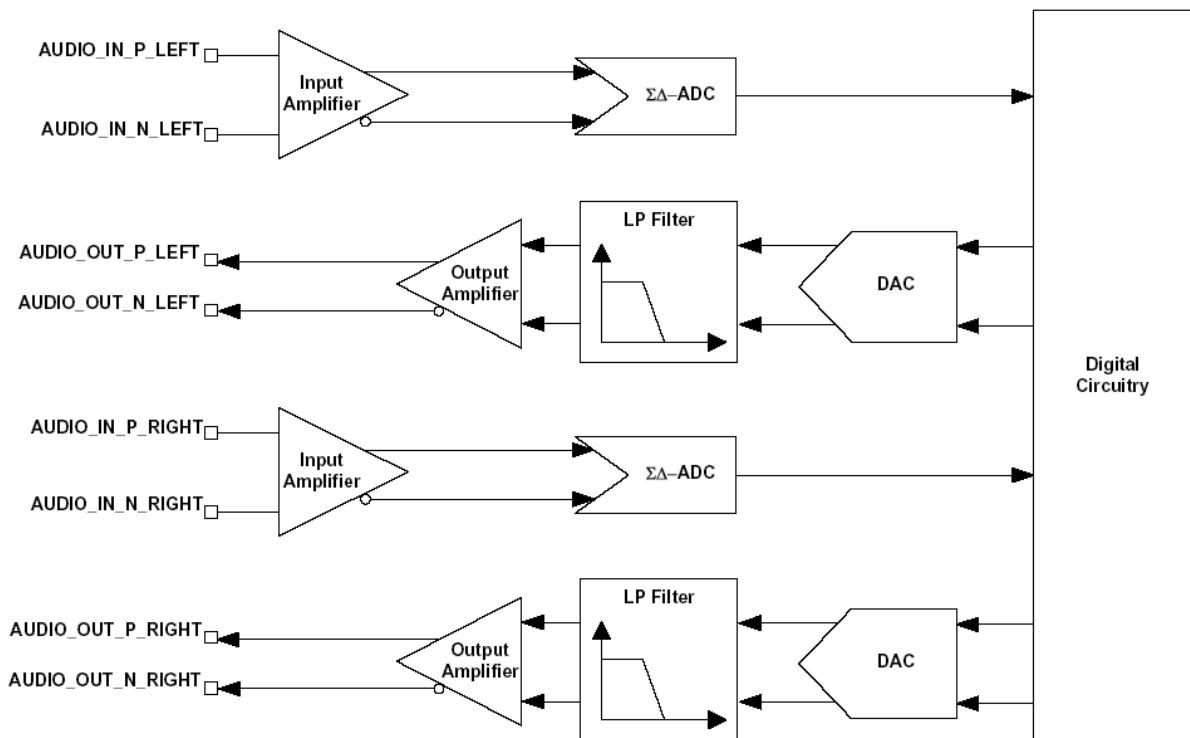 AUDIO_IN_P_LEFT
AUDIO_IN_N_LEFT
Input
Amplifier
ΣΔ–ADC
AUDIO_OUT_P_LEFT
AUDIO_OUT_N_LEFT
Output
Amplifier
LP Filter
DAC
Digital
Circuitry
AUDIO_IN_P_RIGHT
AUDIO_IN_N_RIGHT
Input
Amplifier
ΣΔ–ADC
AUDIO_OUT_P_RIGHT
AUDIO_OUT_N_RIGHT
Output
Amplifier
LP Filter
DAC